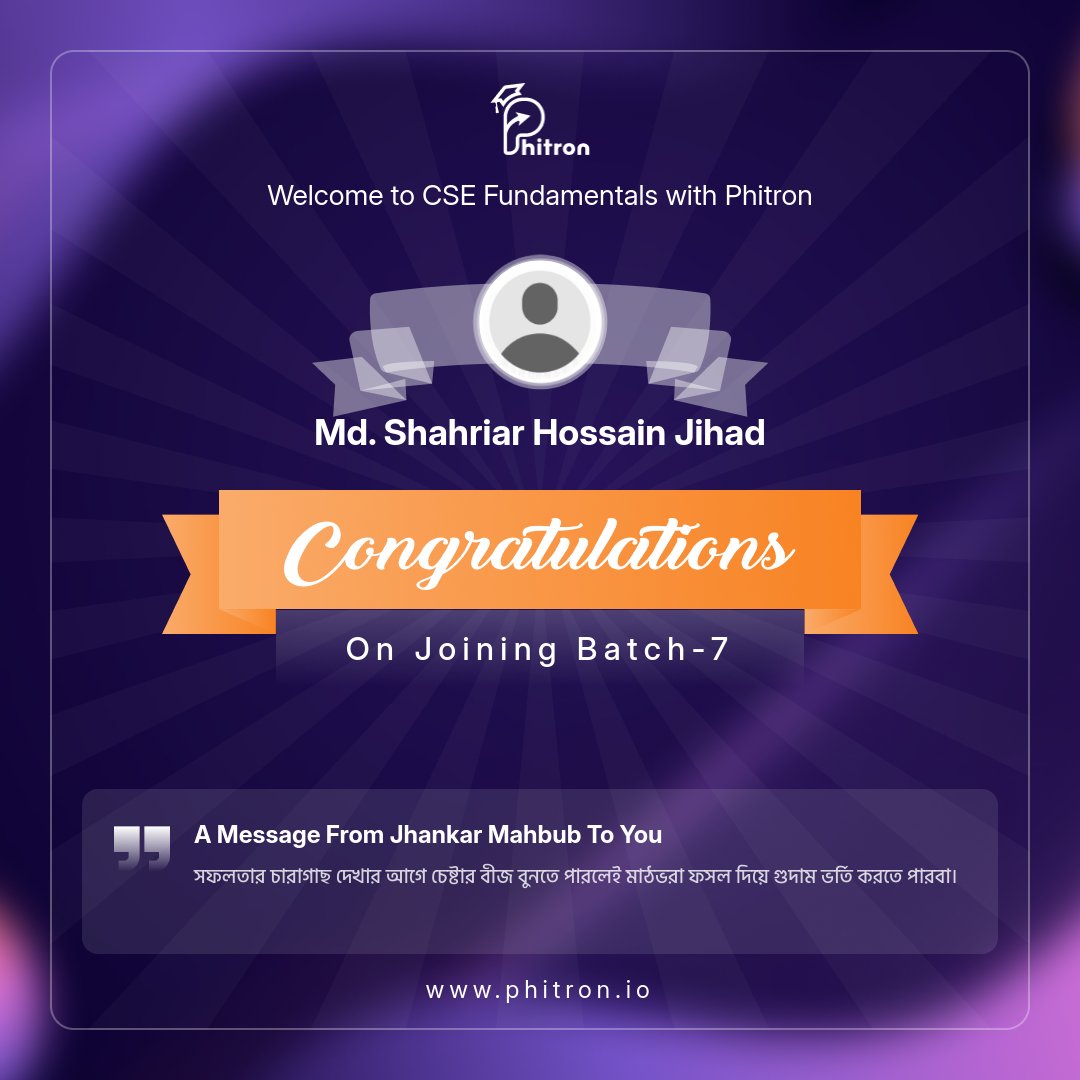 Phitron
Welcome to CSE Fundamentals with Phitron
Md. Shahriar Hossain Jihad
Congratulations
On Joining Batch-7
A Message From Jhankar Mahbub To You
সফলতার চারাগাছ দেখার আগে চেষ্টার বীজ বুনতে পারলেই মাঠভরা ফসল দিয়ে গুদাম ভর্তি করতে পারবা।
www.phitron.io